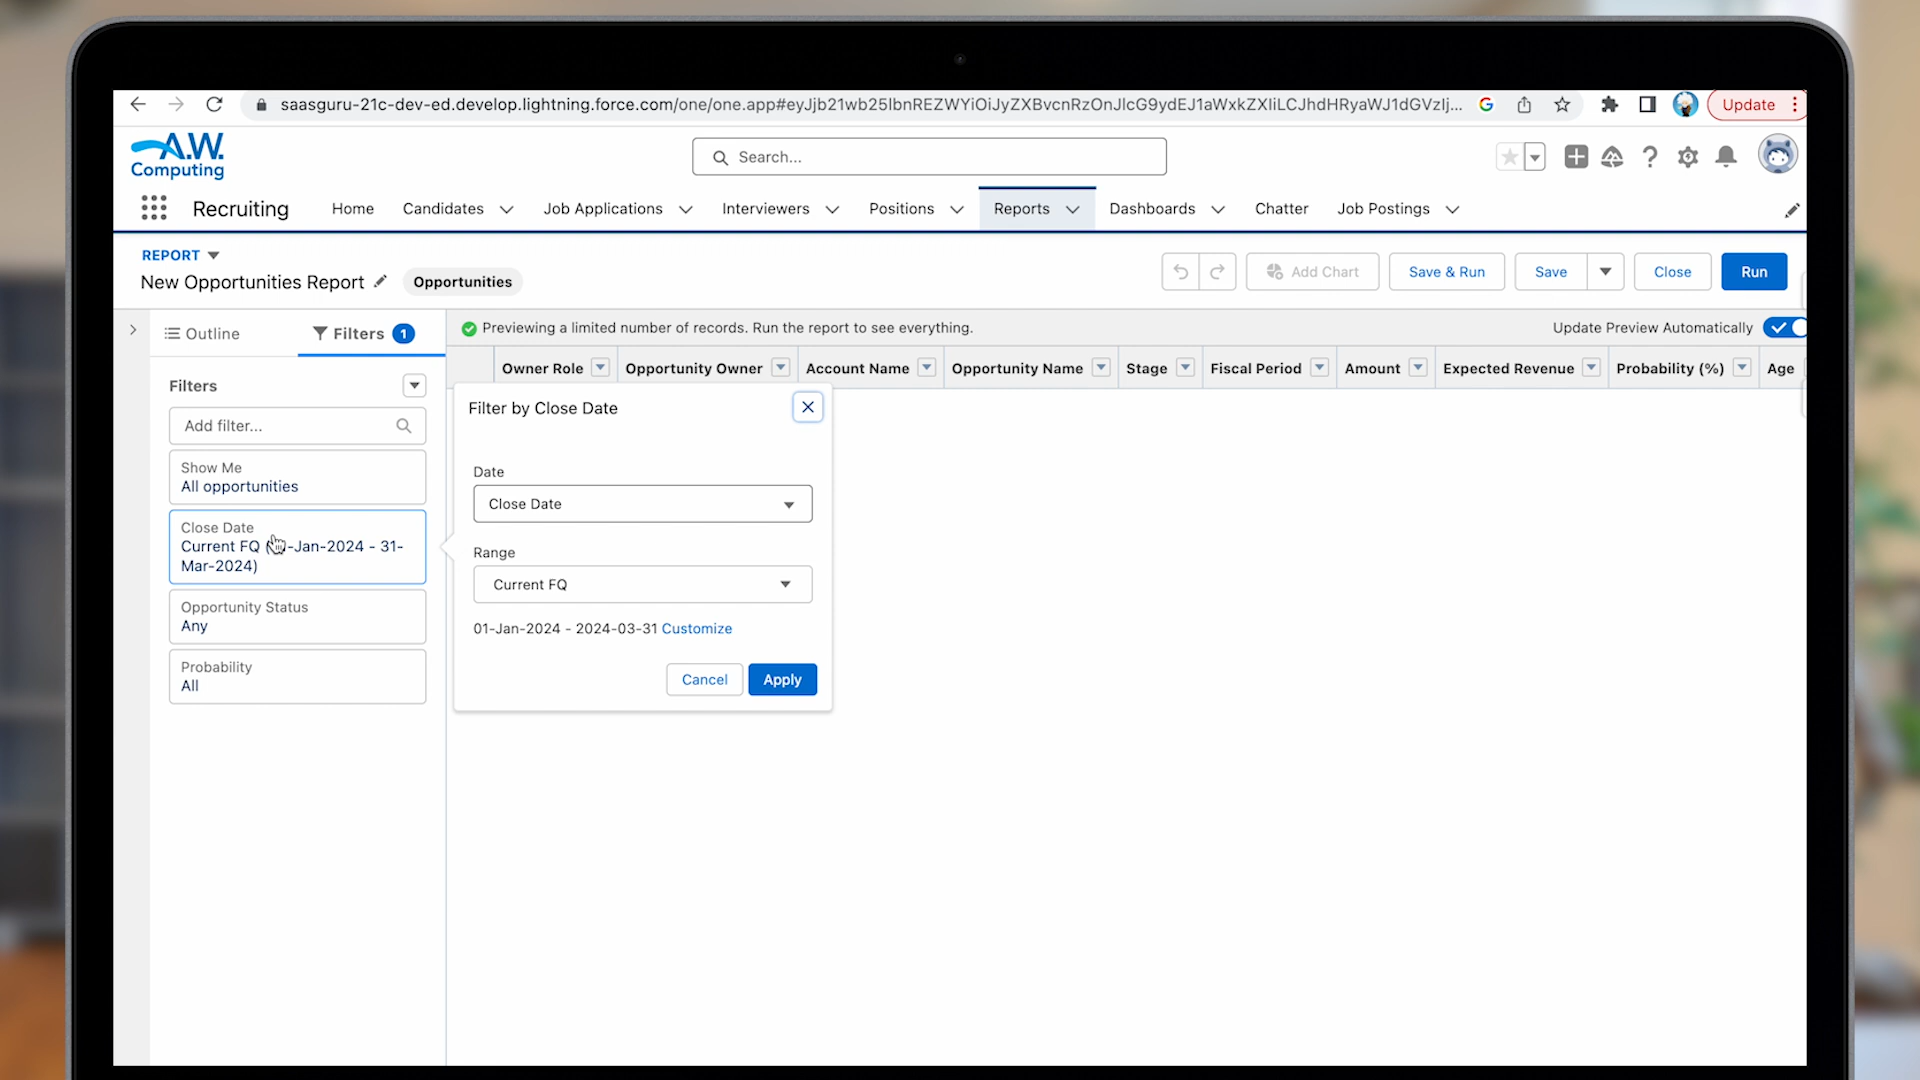 saasguru-21c-dev-ed.develop.lightning.force.com/one/one.app#eyJjb21wb25lbnREZWYiOiJyZXBvcnRzOnJlcG9ydEJ1aWxkZXIiLCJhdHRyaWJ1dGVzIj...
Update
A.W.
Computing
Search...
Recruiting
Home
Candidates
Job Applications
Interviewers
Positions
Reports
Dashboards
Chatter
Job Postings
REPORT
New Opportunities Report
Opportunities
Add Chart
Save & Run
Save
Close
Run
Outline
Filters 1
Previewing a limited number of records. Run the report to see everything.
Update Preview Automatically
Owner Role
Opportunity Owner
Account Name
Opportunity Name
Stage
Fiscal Period
Amount
Expected Revenue
Probability (%)
Age
Filters
Add filter...
Show Me
All opportunities
Close Date
Current FQ -Jan-2024 - 31-
Mar-2024)
Opportunity Status
Any
Probability
All
Filter by Close Date
Date
Close Date
Range
Current FQ
01-Jan-2024 - 2024-03-31 Customize
Cancel
Apply